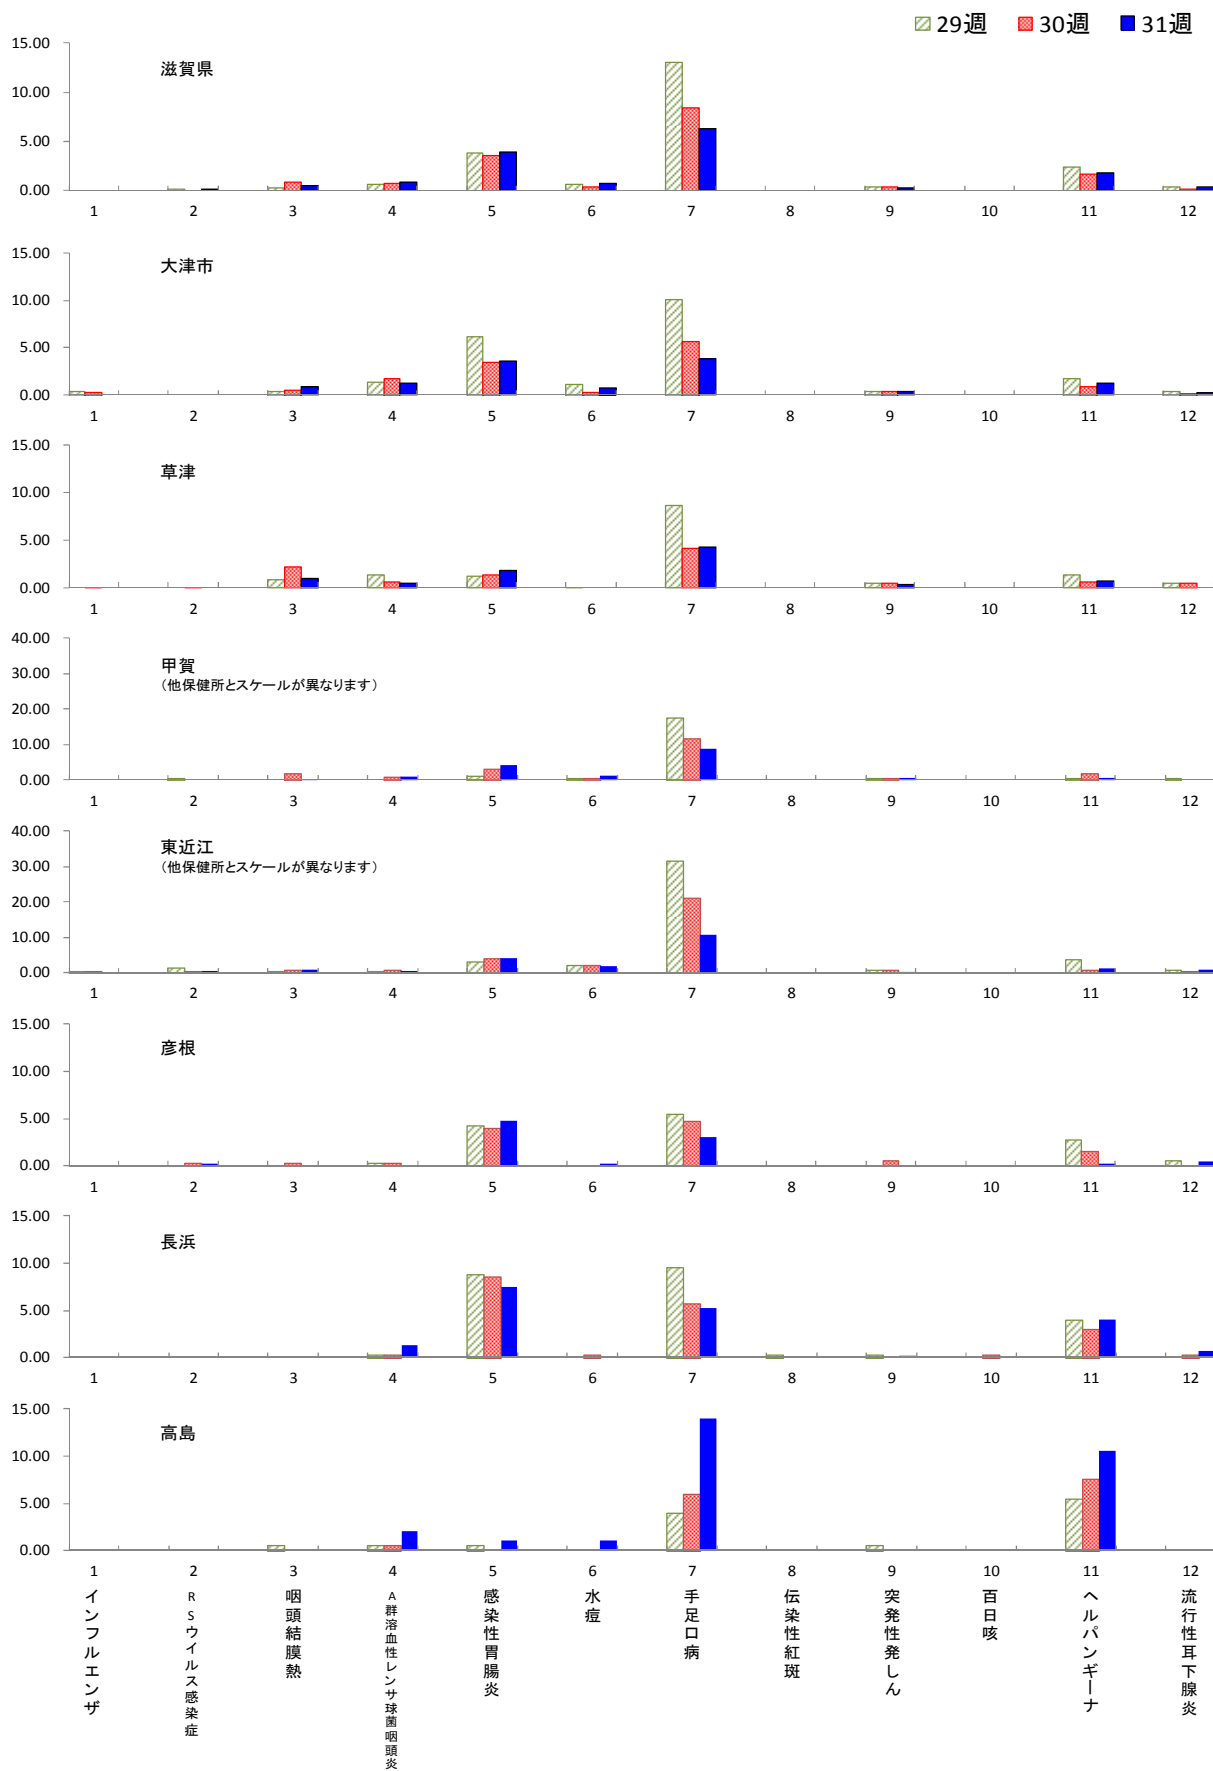 29週 30週 31週
滋賀県
15.00
10.00
5.00
0.00
1 2 3 4 5 6 7 8 9 10 11 12
大津市
15.00
10.00
5.00
0.00
1 2 3 4 5 6 7 8 9 10 11 12
草津
15.00
10.00
5.00
0.00
1 2 3 4 5 6 7 8 9 10 11 12
甲賀
(他保健所とスケールが異なります)
40.00
30.00
20.00
10.00
0.00
1 2 3 4 5 6 7 8 9 10 11 12
東近江
(他保健所とスケールが異なります)
40.00
30.00
20.00
10.00
0.00
1 2 3 4 5 6 7 8 9 10 11 12
彦根
15.00
10.00
5.00
0.00
1 2 3 4 5 6 7 8 9 10 11 12
長浜
15.00
10.00
5.00
0.00
1 2 3 4 5 6 7 8 9 10 11 12
高島
15.00
10.00
5.00
0.00
1 2 3 4 5 6 7 8 9 10 11 12
インフルエンザ
RSウイルス感染症
咽頭結膜熱
A群溶血性レンサ球菌咽頭炎
感染性胃腸炎
水痘
手足口病
伝染性紅斑
突発性発しん
百日咳
ヘルパンギーナ
流行性耳下腺炎